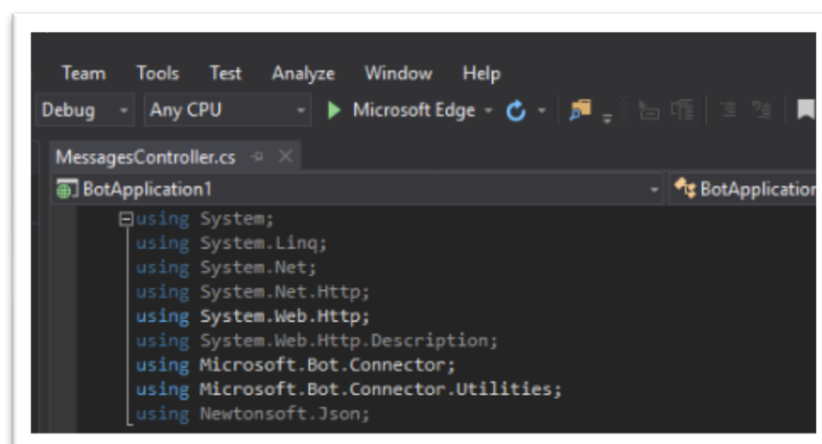 Team Tools Test Analyze Window Help
Debug Any CPU Microsoft Edge
MessagesController.cs
BotApplication1 BotApplication
using System;
using System.Linq;
using System.Net;
using System.Net.Http;
using System.Web.Http;
using System.Web.Http.Description;
using Microsoft.Bot.Connector;
using Microsoft.Bot.Connector.Utilities;
using Newtonsoft.Json;